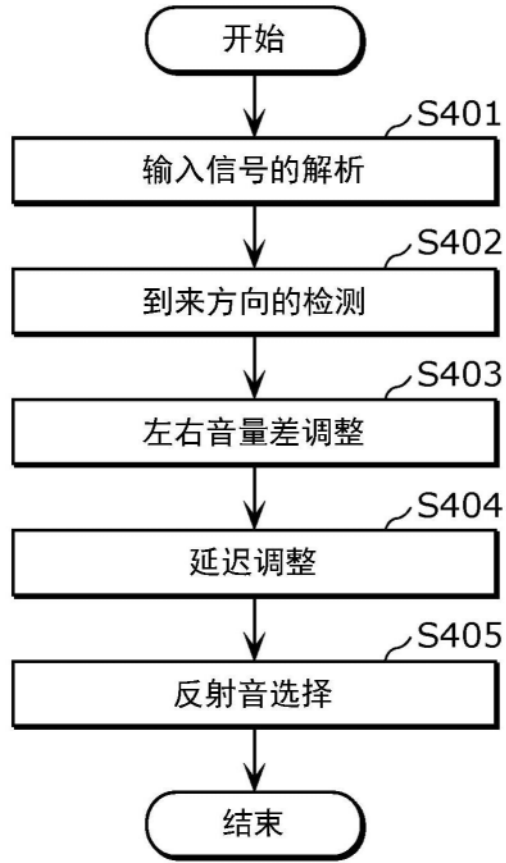 开始
S401
输入信号的解析
S402
到来方向的检测
S403
左右音量差调整
S404
延迟调整
S405
反射音选择
结束